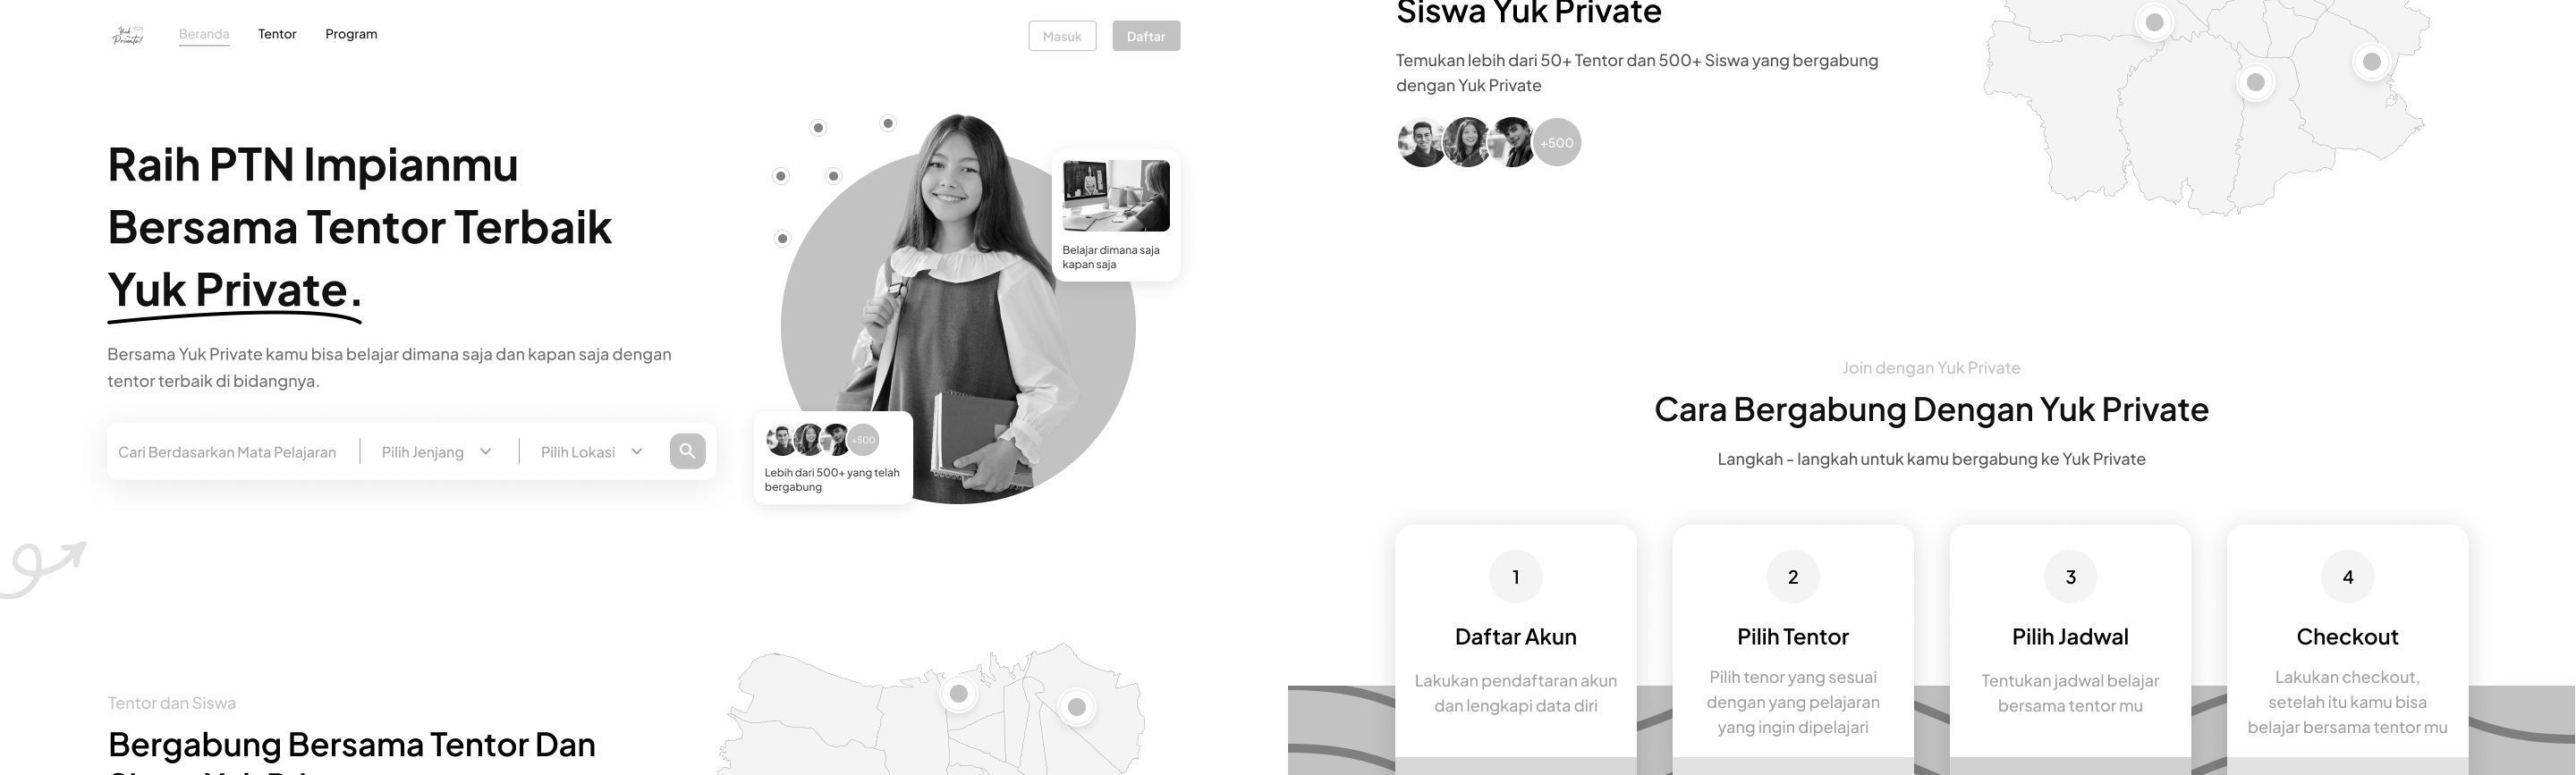 Yuk
Private!
Beranda
Tentor
Program
Masuk
Daftar
Raih PTN Impianmu
Bersama Tentor Terbaik
Yuk Private.
Bersama Yuk Private kamu bisa belajar dimana saja dan kapan saja dengan
tentor terbaik di bidangnya.
Cari Berdasarkan Mata Pelajaran
Pilih Jenjang
Pilih Lokasi
Belajar dimana saja
kapan saja
+500
Lebih dari 500+ yang telah
bergabung
Tentor dan Siswa
Bergabung Bersama Tentor Dan
Siswa Yuk Private
Temukan lebih dari 50+ Tentor dan 500+ Siswa yang bergabung
dengan Yuk Private
+500
Join dengan Yuk Private
Cara Bergabung Dengan Yuk Private
Langkah - langkah untuk kamu bergabung ke Yuk Private
1
Daftar Akun
Lakukan pendaftaran akun
dan lengkapi data diri
2
Pilih Tentor
Pilih tenor yang sesuai
dengan yang pelajaran
yang ingin dipelajari
3
Pilih Jadwal
Tentukan jadwal belajar
bersama tentor mu
4
Checkout
Lakukan checkout,
setelah itu kamu bisa
belajar bersama tentor mu